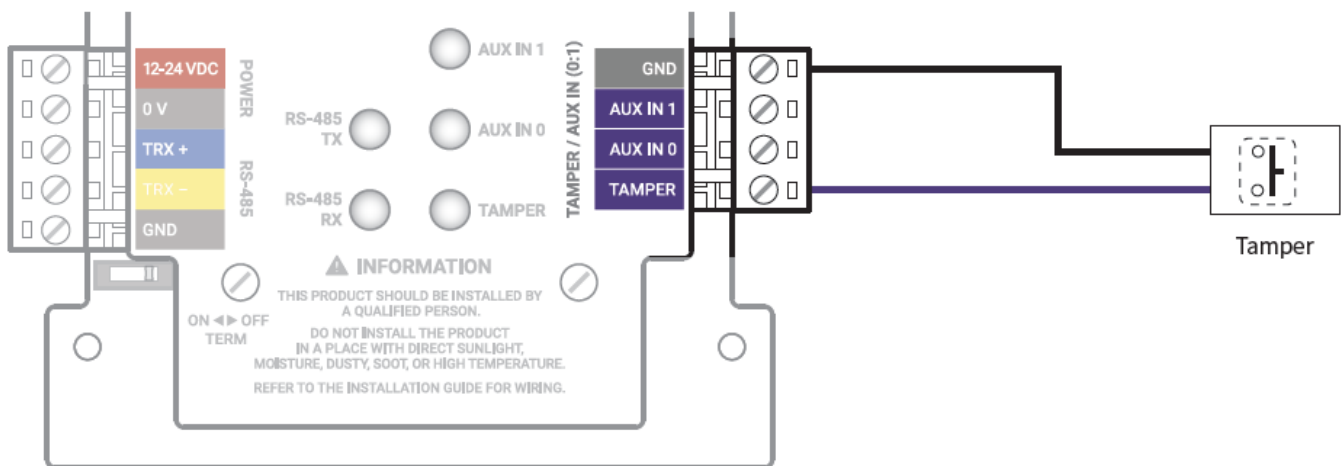 12-24 VDC
0 V
TRX +
TRX −
GND
POWER
RS-485
AUX IN 1
RS-485
TX
AUX IN 0
RS-485
RX
TAMPER
TAMPER / AUX IN (0:1)
GND
AUX IN 1
AUX IN 0
TAMPER
Tamper
ON ◄► OFF
TERM
INFORMATION
THIS PRODUCT SHOULD BE INSTALLED BY
A QUALIFIED PERSON.
DO NOT INSTALL THE PRODUCT
IN A PLACE WITH DIRECT SUNLIGHT,
MOISTURE, DUSTY, SOOT, OR HIGH TEMPERATURE.
REFER TO THE INSTALLATION GUIDE FOR WIRING.